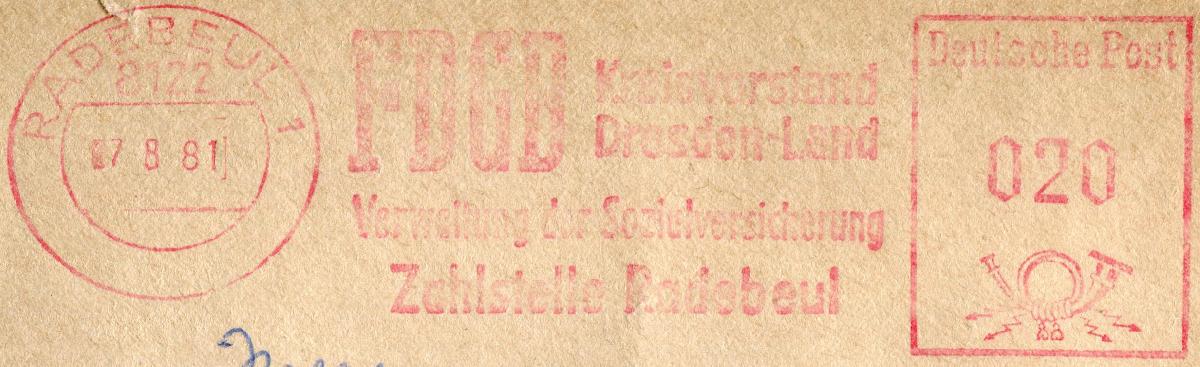 RADEBEUL 1
8122
07 8 81
FDGB
Kreisvorstand
Dresden-Land
Verwaltung der Sozialversicherung
Zahlstelle Radebeul
Deutsche Post
020